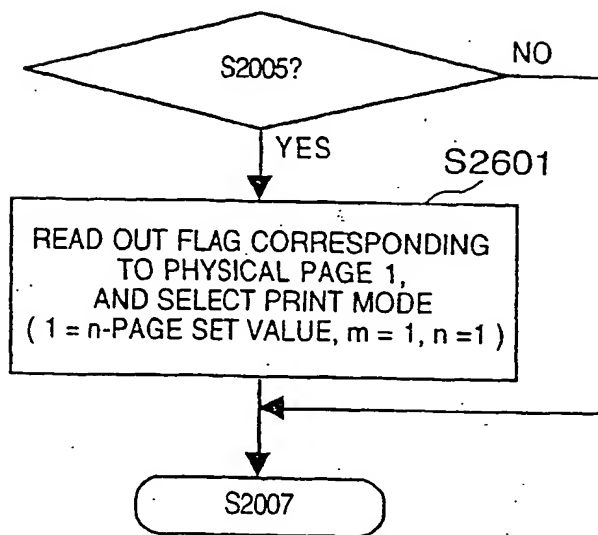 S2005?
NO
YES
S2601
READ OUT FLAG CORRESPONDING
TO PHYSICAL PAGE 1,
AND SELECT PRINT MODE
( 1 = n-PAGE SET VALUE, m = 1, n =1 )
S2007